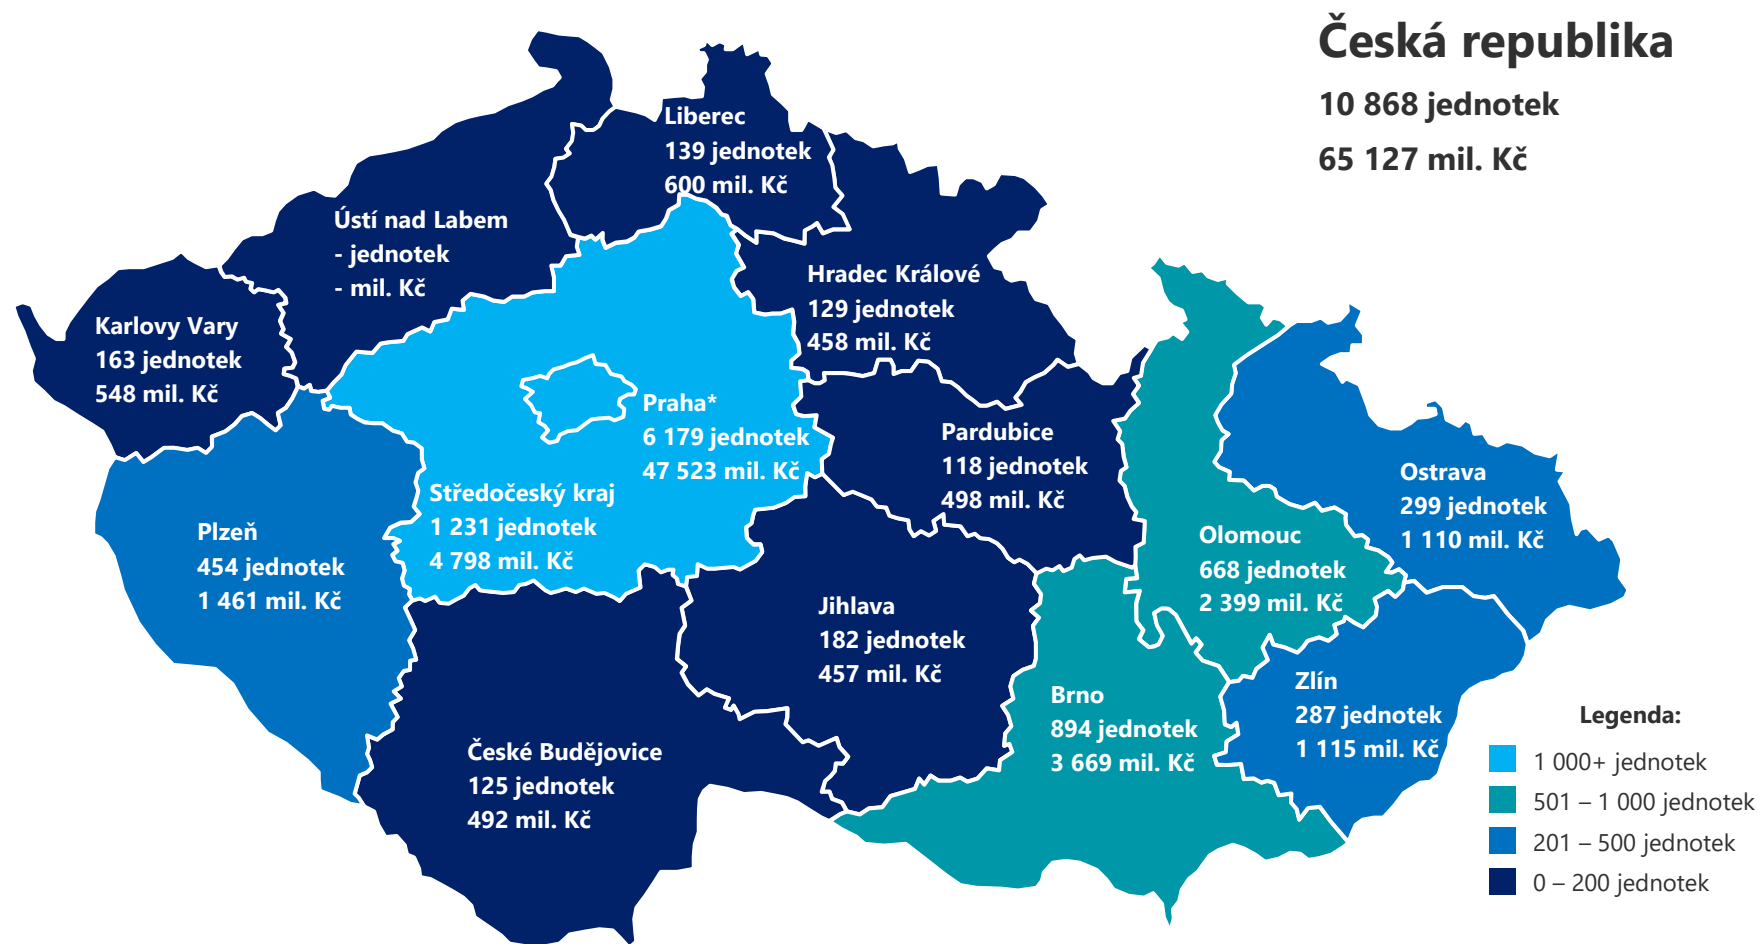 Česká republika
10 868 jednotek
65 127 mil. Kč
Liberec
139 jednotek
600 mil. Kč
Ústí nad Labem
- jednotek
- mil. Kč
Hradec Králové
129 jednotek
458 mil. Kč
Karlovy Vary
163 jednotek
548 mil. Kč
Praha*
6 179 jednotek
47 523 mil. Kč
Pardubice
118 jednotek
498 mil. Kč
Ostrava
299 jednotek
1 110 mil. Kč
Středočeský kraj
1 231 jednotek
4 798 mil. Kč
Plzeň
454 jednotek
1 461 mil. Kč
Olomouc
668 jednotek
2 399 mil. Kč
Jihlava
182 jednotek
457 mil. Kč
Zlín
287 jednotek
1 115 mil. Kč
Brno
894 jednotek
3 669 mil. Kč
České Budějovice
125 jednotek
492 mil. Kč
Legenda:
1 000+ jednotek
501 – 1 000 jednotek
201 – 500 jednotek
0 – 200 jednotek